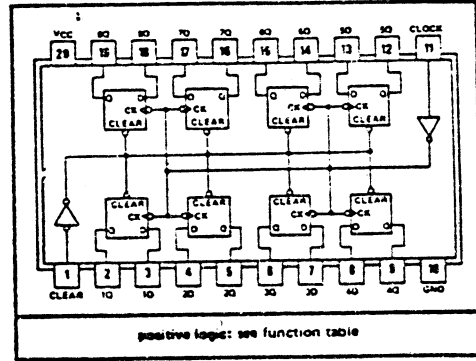 VCC 8Q 8D 7D 7Q 6Q 6D 5D 5Q CLOCK
20 19 18 17 16 15 14 13 12 11
CK CK CK CK
CLEAR CLEAR CLEAR CLEAR
CLEAR CLEAR CLEAR CLEAR
CK CK CK CK
1 2 3 4 5 6 7 8 9 10
CLEAR 1Q 1D 2D 2Q 3Q 3D 4D 4Q GND
positive logic: see function table